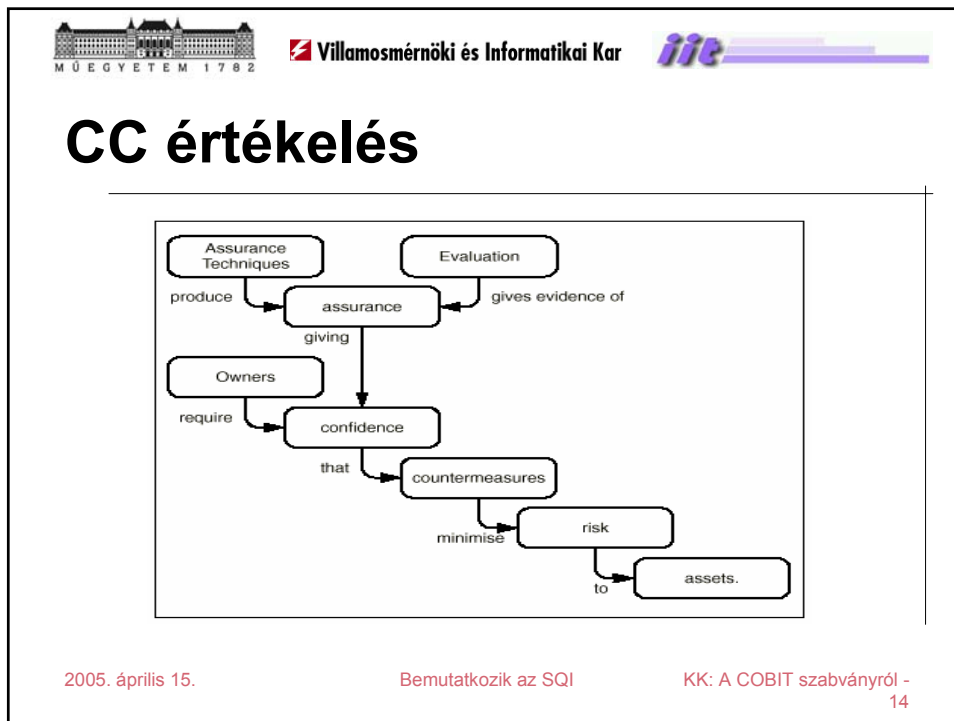 MŰEGYETEM 1782
Villamosmérnöki és Informatikai Kar
iit
CC értékelés
Assurance
Techniques
Evaluation
produce
assurance
gives evidence of
giving
Owners
require
confidence
that
countermeasures
minimise
risk
to
assets.
2005. április 15.
Bemutatkozik az SQI
KK: A COBIT szabványról -
14